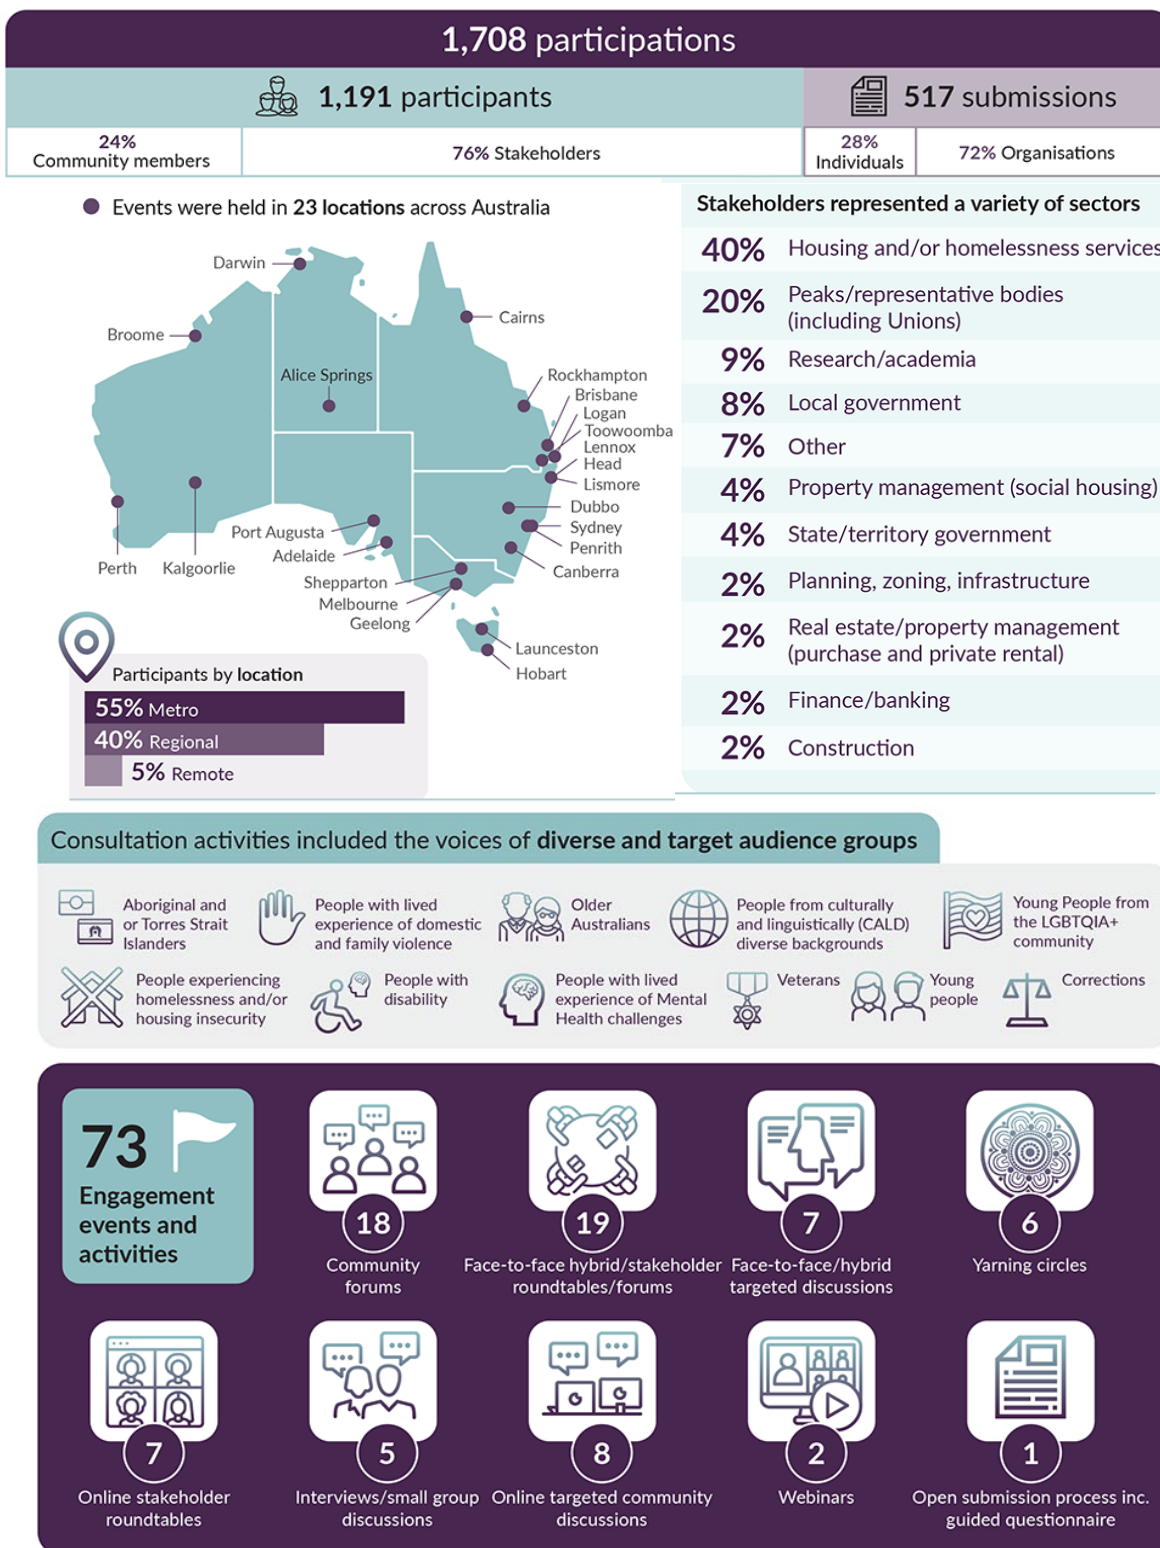 1,708 participations
1,191 participants
517 submissions
24%
Community members
76% Stakeholders
28%
Individuals
72% Organisations
Events were held in 23 locations across Australia
Darwin
Broome
Alice Springs
Cairns
Rockhampton
Brisbane
Logan
Toowoomba
Lennox
Head
Lismore
Dubbo
Sydney
Penrith
Canberra
Port Augusta
Adelaide
Perth
Kalgoorlie
Shepparton
Melbourne
Geelong
Launceston
Hobart
Participants by location
55% Metro
40% Regional
5% Remote
Stakeholders represented a variety of sectors
40% Housing and/or homelessness services
20% Peaks/representative bodies
(including Unions)
9% Research/academia
8% Local government
7% Other
4% Property management (social housing)
4% State/territory government
2% Planning, zoning, infrastructure
2% Real estate/property management
(purchase and private rental)
2% Finance/banking
2% Construction
Consultation activities included the voices of diverse and target audience groups
Aboriginal and
or Torres Strait
Islanders
People with lived
experience of domestic
and family violence
Older
Australians
People from culturally
and linguistically (CALD)
diverse backgrounds
Young People from
the LGBTQIA+
community
People experiencing
homelessness and/or
housing insecurity
People with
disability
People with lived
experience of Mental
Health challenges
Veterans
Young
people
Corrections
73
Engagement
events and
activities
18
Community
forums
19
Face-to-face hybrid/stakeholder
roundtables/forums
7
Face-to-face/hybrid
targeted discussions
6
Yarning circles
7
Online stakeholder
roundtables
5
Interviews/small group
discussions
8
Online targeted community
discussions
2
Webinars
1
Open submission process inc.
guided questionnaire